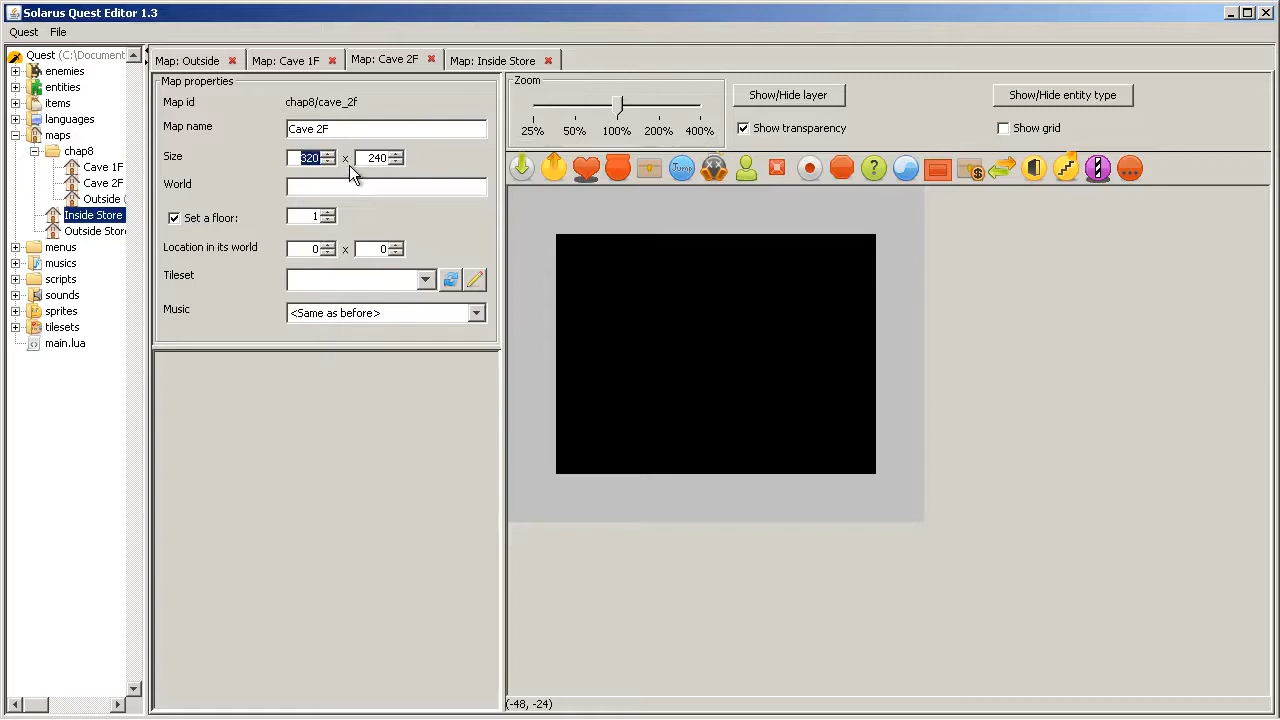 Solarus Quest Editor 1.3
Quest File
Quest (C:\Document
enemies
entities
items
languages
maps
chap8
Cave 1F
Cave 2F
Outside (
Inside Store
Outside Stor
menus
musics
scripts
sounds
sprites
tilesets
main.lua
Map: Outside
Map: Cave 1F
Map: Cave 2F
Map: Inside Store
Map properties
Map id chap8/cave_2f
Map name Cave 2F
Size 320 x 240
World
Set a floor: 1
Location in its world 0 x 0
Tileset
Music <Same as before>
Zoom
25% 50% 100% 200% 400%
Show/Hide layer
Show transparency
Show/Hide entity type
Show grid
Jump
?
$
(-48, -24)